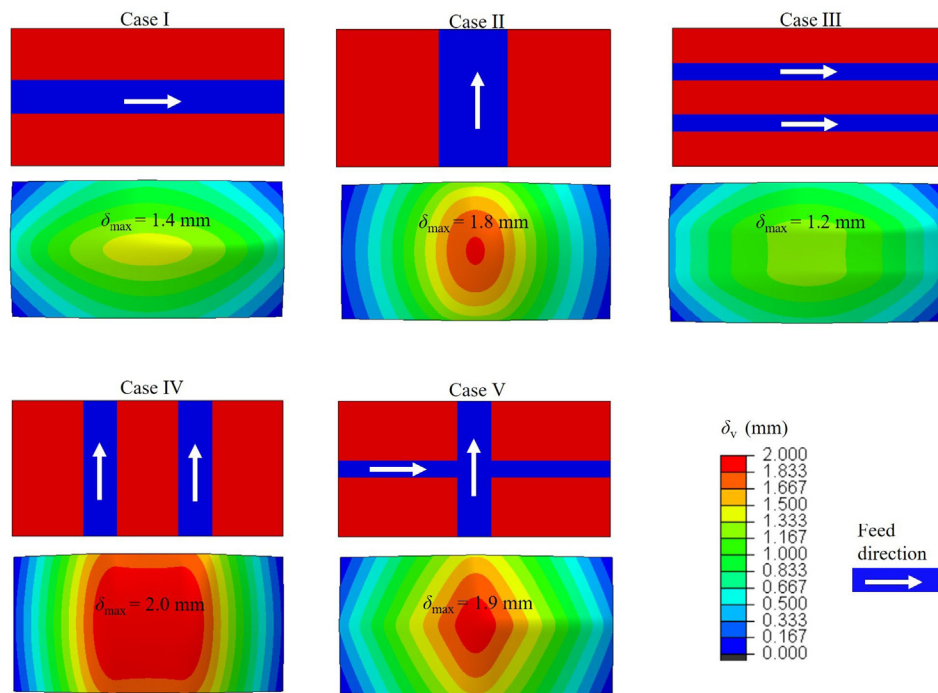 Case I
Case II
Case III
δmax = 1.4 mm
δmax = 1.8 mm
δmax = 1.2 mm
Case IV
Case V
δmax = 2.0 mm
δmax = 1.9 mm
δv (mm)
2.000
1.833
1.667
1.500
1.333
1.167
1.000
0.833
0.667
0.500
0.333
0.167
0.000
Feed
direction